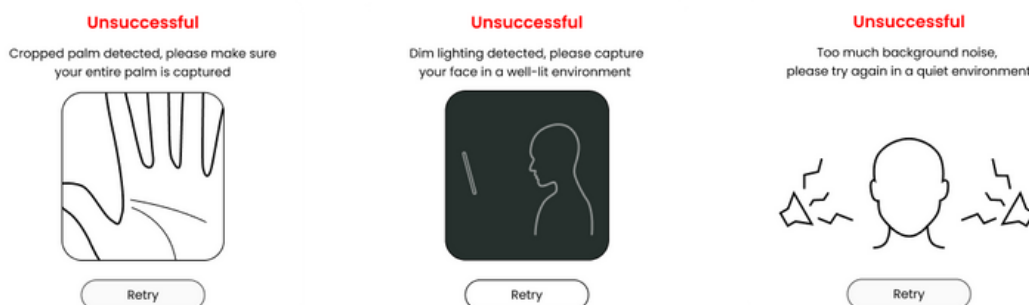 Unsuccessful
Cropped palm detected, please make sure
your entire palm is captured
Retry
Unsuccessful
Dim lighting detected, please capture
your face in a well-lit environment
Retry
Unsuccessful
Too much background noise,
please try again in a quiet environment
Retry